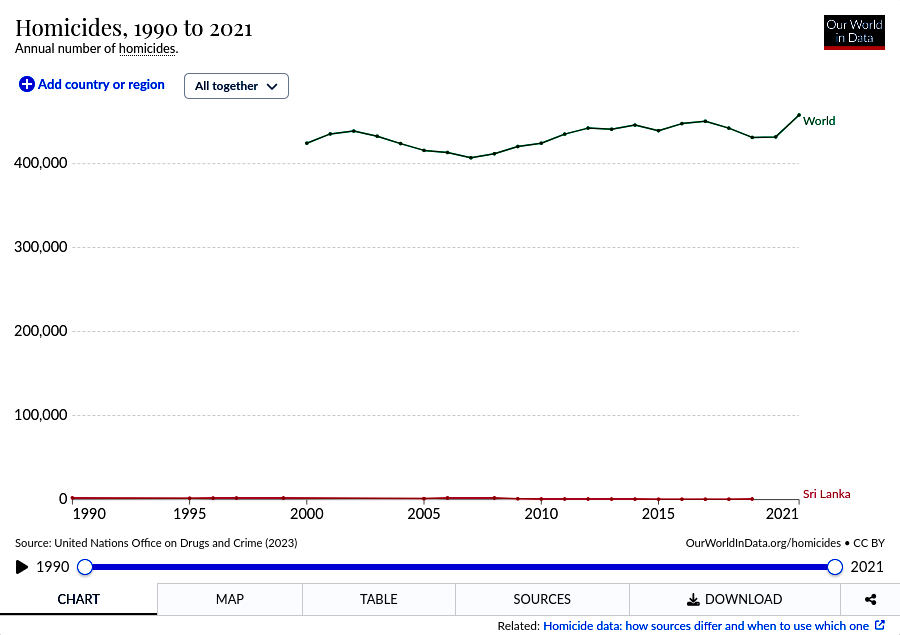 Homicides, 1990 to 2021
Annual number of homicides.
Our World
in Data
Add country or region
All together
World
400,000
300,000
200,000
100,000
0
Sri Lanka
1990
1995
2000
2005
2010
2015
2021
Source: United Nations Office on Drugs and Crime (2023)
OurWorldInData.org/homicides • CC BY
1990
2021
CHART
MAP
TABLE
SOURCES
DOWNLOAD
Related: Homicide data: how sources differ and when to use which one